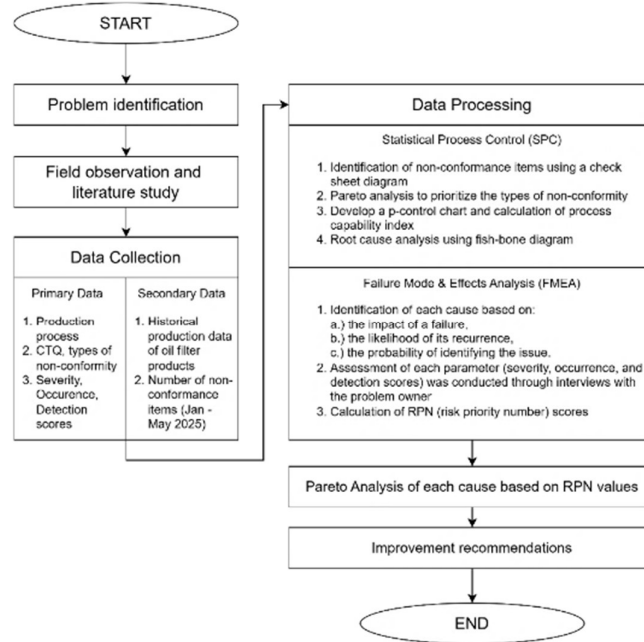 START
Problem identification
Field observation and
literature study
Data Collection
Primary Data
1. Production
process
2. CTQ, types of
non-conformity
3. Severity,
Occurence,
Detection
scores
Secondary Data
1. Historical
production data
of oil filter
products
2. Number of non-
conformance
items (Jan -
May 2025)
Data Processing
Statistical Process Control (SPC)
1. Identification of non-conformance items using a check
sheet diagram
2. Pareto analysis to prioritize the types of non-conformity
3. Develop a p-control chart and calculation of process
capability index
4. Root cause analysis using fish-bone diagram
Failure Mode & Effects Analysis (FMEA)
1. Identification of each cause based on:
a.) the impact of a failure,
b.) the likelihood of its recurrence,
c.) the probability of identifying the issue.
2. Assessment of each parameter (severity, occurrence, and
detection scores) was conducted through interviews with
the problem owner
3. Calculation of RPN (risk priority number) scores
Pareto Analysis of each cause based on RPN values
Improvement recommendations
END